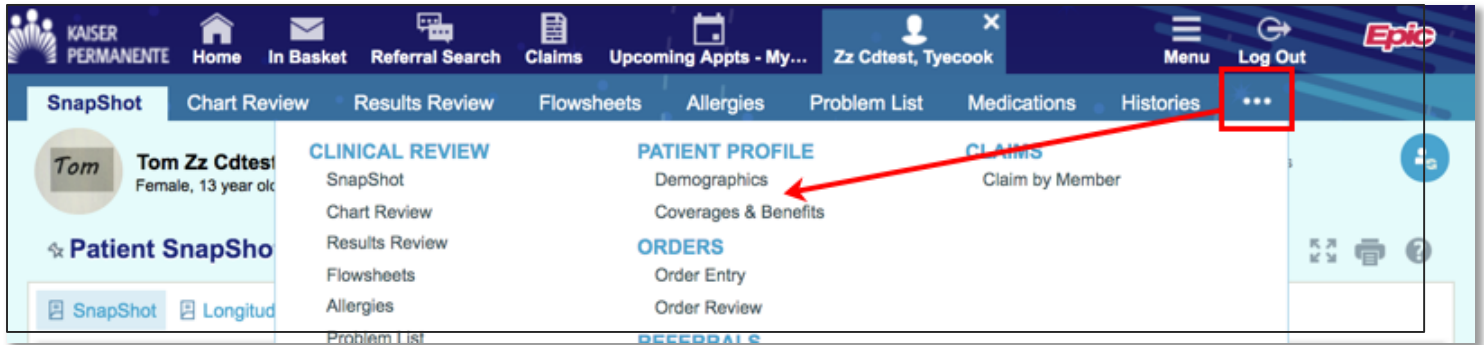 KAISER
PERMANENTE
Home
In Basket
Referral Search
Claims
Upcoming Appts - My...
Zz Cdtest, Tyecook
Menu
Log Out
Epic
SnapShot
Chart Review
Results Review
Flowsheets
Allergies
Problem List
Medications
Histories
Tom
Tom Zz Cdtest
Female, 13 year old
Patient SnapSho
SnapShot
Longitud
CLINICAL REVIEW
SnapShot
Chart Review
Results Review
Flowsheets
Allergies
Problem List
PATIENT PROFILE
Demographics
Coverages & Benefits
ORDERS
Order Entry
Order Review
REFERRALS
CLAIMS
Claim by Member